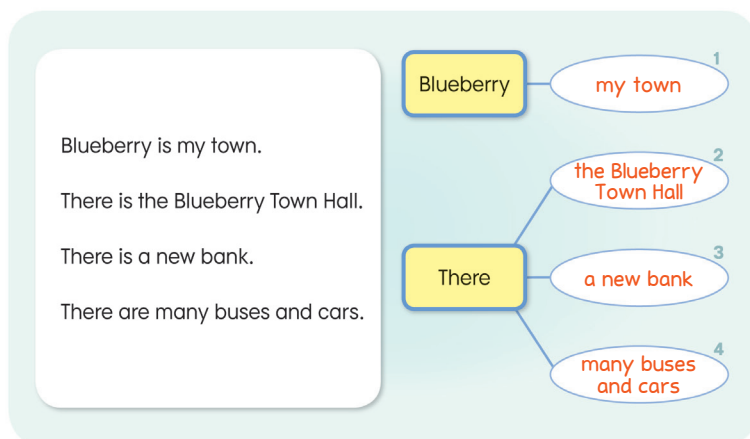 Blueberry is my town.
There is the Blueberry Town Hall.
There is a new bank.
There are many buses and cars.
Blueberry
1
my town
There
2
the Blueberry
Town Hall
3
a new bank
4
many buses
and cars